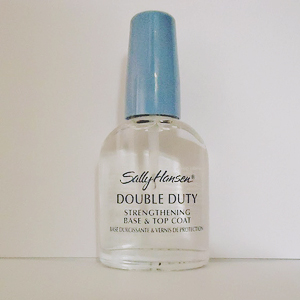 Sally Hansen®
DOUBLE DUTY
STRENGTHENING
BASE & TOP COAT
BASE DURCISSANTE & VERNIS DE PROTECTION